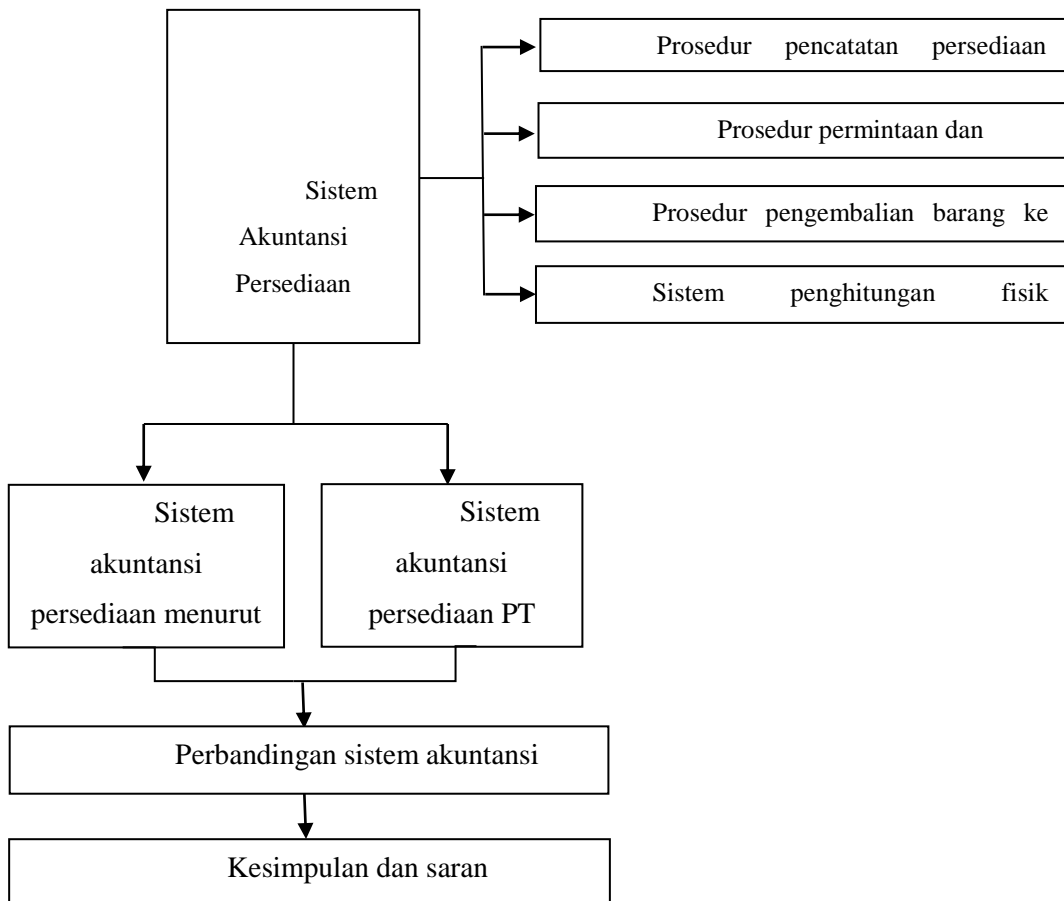 Prosedur pencatatan persediaan
Prosedur permintaan dan
Prosedur pengembalian barang ke
Sistem penghitungan fisik
Sistem
Akuntansi
Persediaan
Sistem
akuntansi
persediaan menurut
Sistem
akuntansi
persediaan PT
Perbandingan sistem akuntansi
Kesimpulan dan saran